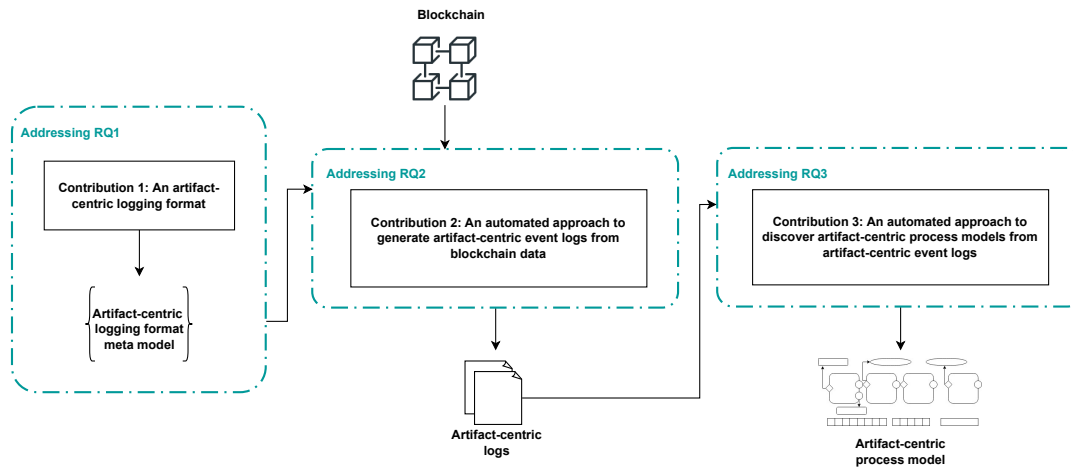 Blockchain
Addressing RQ1
Contribution 1: An artifact-
centric logging format
Artifact-centric
logging format
meta model
Addressing RQ2
Contribution 2: An automated approach to
generate artifact-centric event logs from
blockchain data
Artifact-centric
logs
Addressing RQ3
Contribution 3: An automated approach to
discover artifact-centric process models from
artifact-centric event logs
Artifact-centric
process model